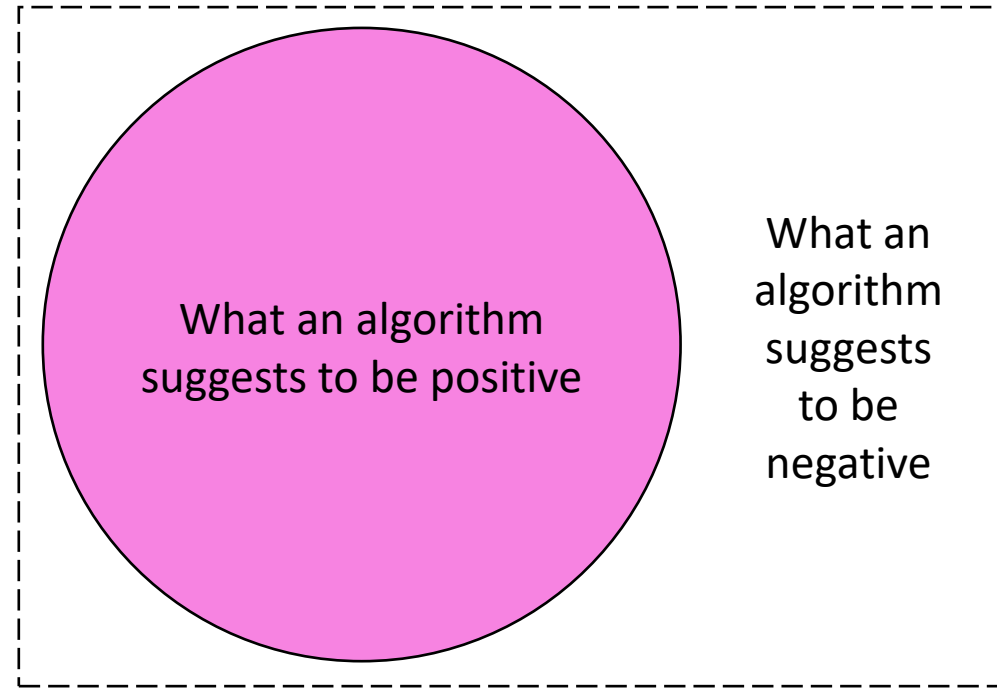 What an algorithm
suggests to be positive
What an
algorithm
suggests
to be
negative